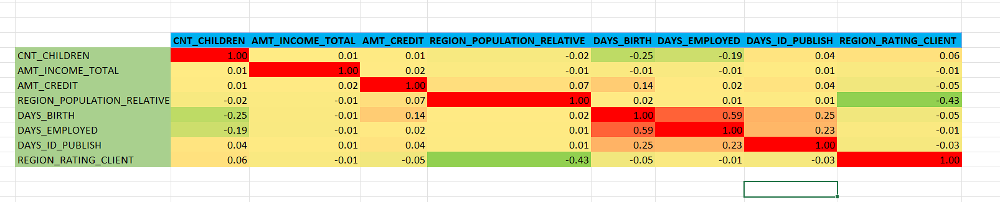 CNT_CHILDREN AMT_INCOME_TOTAL AMT_CREDIT REGION_POPULATION_RELATIVE DAYS_BIRTH DAYS_EMPLOYED DAYS_ID_PUBLISH REGION_RATING_CLIENT
CNT_CHILDREN 1.00 0.01 0.01 -0.02 -0.25 -0.19 0.04 0.06
AMT_INCOME_TOTAL 0.01 1.00 0.02 -0.01 -0.01 -0.01 0.01 -0.01
AMT_CREDIT 0.01 0.02 1.00 0.07 0.14 0.02 0.04 -0.05
REGION_POPULATION_RELATIVE -0.02 -0.01 0.07 1.00 0.02 0.01 0.01 -0.43
DAYS_BIRTH -0.25 -0.01 0.14 0.02 1.00 0.59 0.25 -0.05
DAYS_EMPLOYED -0.19 -0.01 0.02 0.01 0.59 1.00 0.23 -0.01
DAYS_ID_PUBLISH 0.04 0.01 0.04 0.01 0.25 0.23 1.00 -0.03
REGION_RATING_CLIENT 0.06 -0.01 -0.05 -0.43 -0.05 -0.01 -0.03 1.00